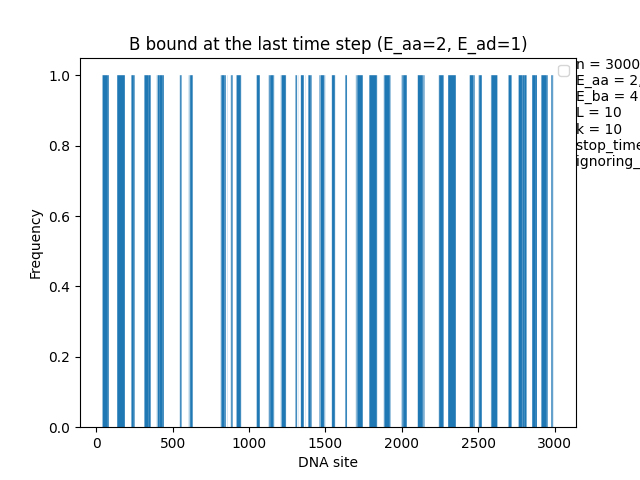 B bound at the last time step (E_aa=2, E_ad=1)
n = 3000
E_aa = 2,
E_ba = 4
L = 10
k = 10
stop_time
ignoring_
1.0
0.8
0.6
0.4
0.2
0.0
Frequency
0 500 1000 1500 2000 2500 3000
DNA site